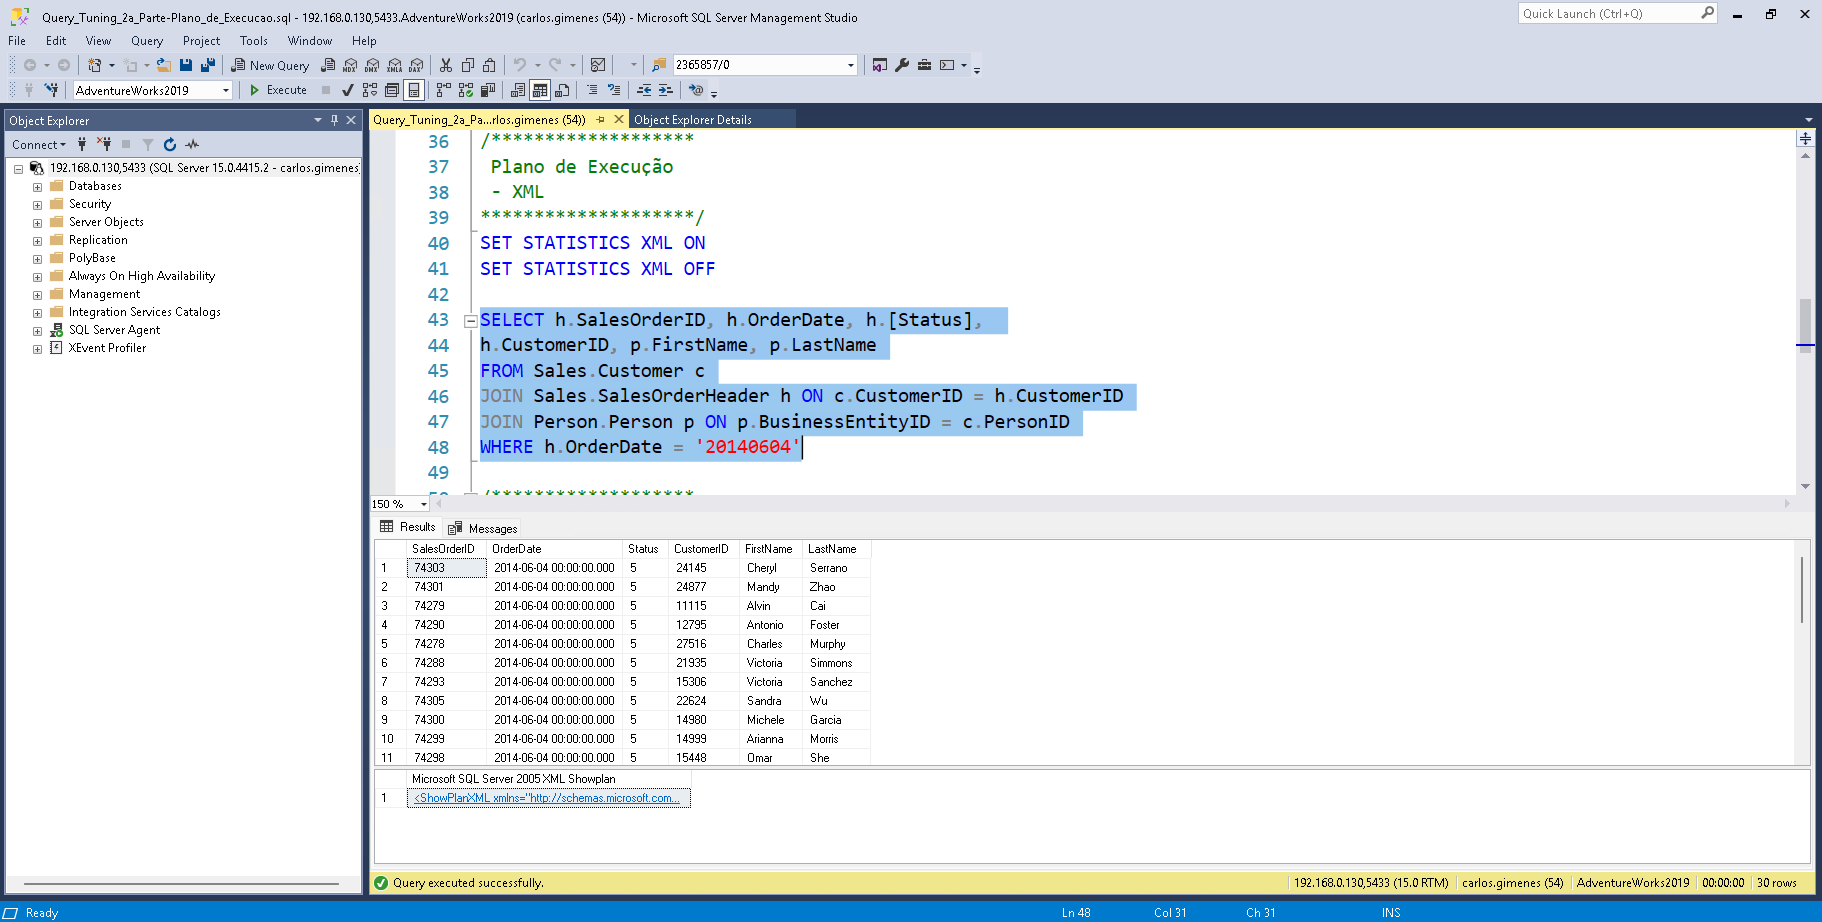 Query_Tuning_2a_Parte-Plano_de_Execucao.sql - 192.168.0.130,5433.AdventureWorks2019 (carlos.gimenes (54)) - Microsoft SQL Server Management Studio
Quick Launch (Ctrl+Q)
File Edit View Query Project Tools Window Help
New Query
MDX DMX XMLA DAX
2365857/0
AdventureWorks2019
Execute
Object Explorer
Connect
192.168.0.130,5433 (SQL Server 15.0.4415.2 - carlos.gimenes
Databases
Security
Server Objects
Replication
PolyBase
Always On High Availability
Management
Integration Services Catalogs
SQL Server Agent
XEvent Profiler
Query_Tuning_2a_Pa...rlos.gimenes (54)) Object Explorer Details
36 /*******************
37 Plano de Execução
38 - XML
39 ********************/
40 SET STATISTICS XML ON
41 SET STATISTICS XML OFF
42
43 SELECT h.SalesOrderID, h.OrderDate, h.[Status],
44 h.CustomerID, p.FirstName, p.LastName
45 FROM Sales.Customer c
46 JOIN Sales.SalesOrderHeader h ON c.CustomerID = h.CustomerID
47 JOIN Person.Person p ON p.BusinessEntityID = c.PersonID
48 WHERE h.OrderDate = '20140604'
49
50 /*******************
150 %
Results Messages
SalesOrderID OrderDate Status CustomerID FirstName LastName
1 74303 2014-06-04 00:00:00.000 5 24145 Cheryl Serrano
2 74301 2014-06-04 00:00:00.000 5 24877 Mandy Zhao
3 74279 2014-06-04 00:00:00.000 5 11115 Alvin Cai
4 74290 2014-06-04 00:00:00.000 5 12795 Antonio Foster
5 74278 2014-06-04 00:00:00.000 5 27516 Charles Murphy
6 74288 2014-06-04 00:00:00.000 5 21935 Victoria Simmons
7 74293 2014-06-04 00:00:00.000 5 15306 Victoria Sanchez
8 74305 2014-06-04 00:00:00.000 5 22624 Sandra Wu
9 74300 2014-06-04 00:00:00.000 5 14980 Michele Garcia
10 74299 2014-06-04 00:00:00.000 5 14999 Arianna Morris
11 74298 2014-06-04 00:00:00.000 5 15448 Omar She
Microsoft SQL Server 2005 XML Showplan
1 <ShowPlanXML xmlns="http://schemas.microsoft.com...
Query executed successfully.
192.168.0.130,5433 (15.0 RTM) carlos.gimenes (54) AdventureWorks2019 00:00:00 30 rows
Ready Ln 48 Col 31 Ch 31 INS